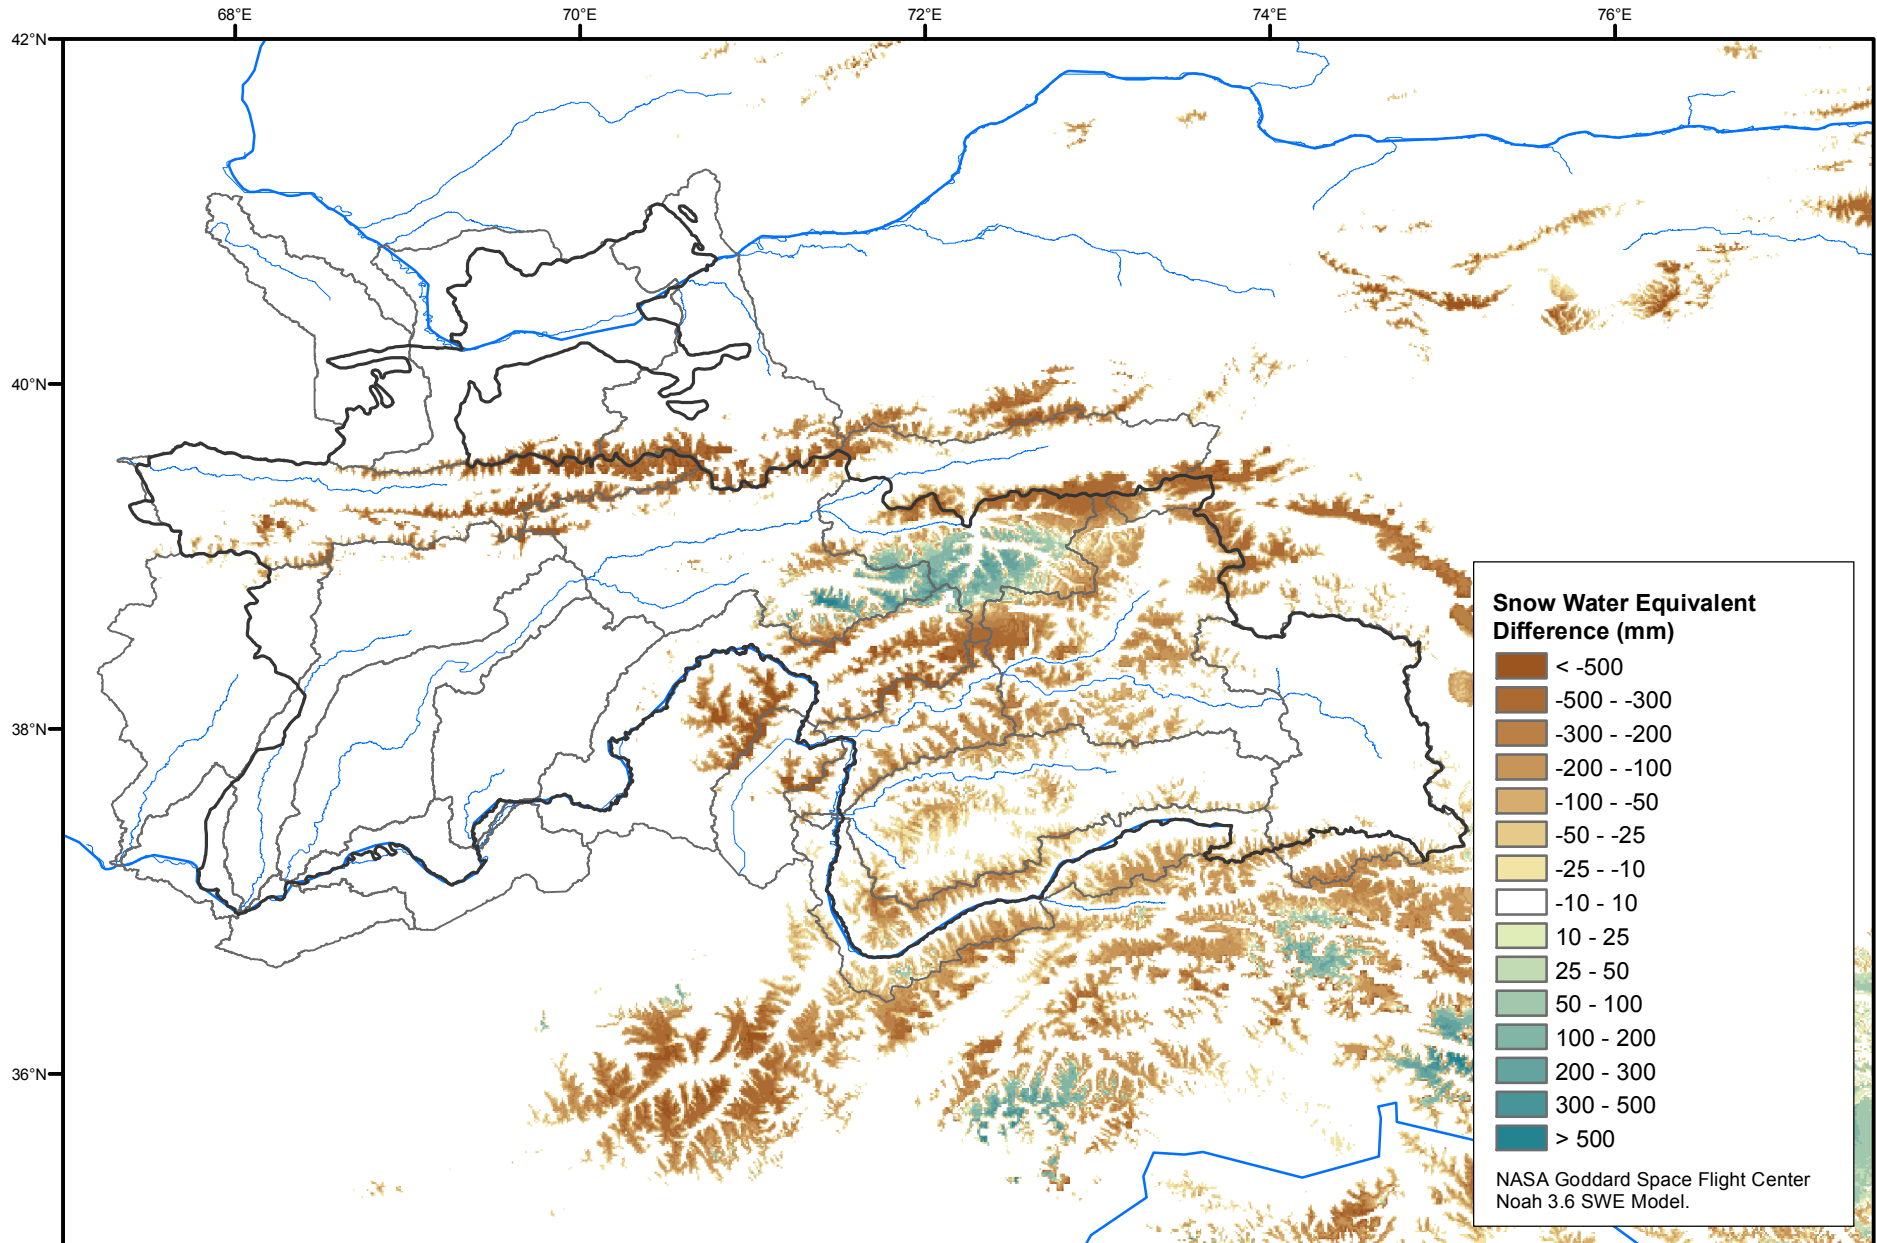 68°E
70°E
72°E
74°E
76°E
42°N
40°N
38°N
36°N
Snow Water Equivalent
Difference (mm)
< -500
-500 - -300
-300 - -200
-200 - -100
-100 - -50
-50 - -25
-25 - -10
-10 - 10
10 - 25
25 - 50
50 - 100
100 - 200
200 - 300
300 - 500
> 500
NASA Goddard Space Flight Center
Noah 3.6 SWE Model.